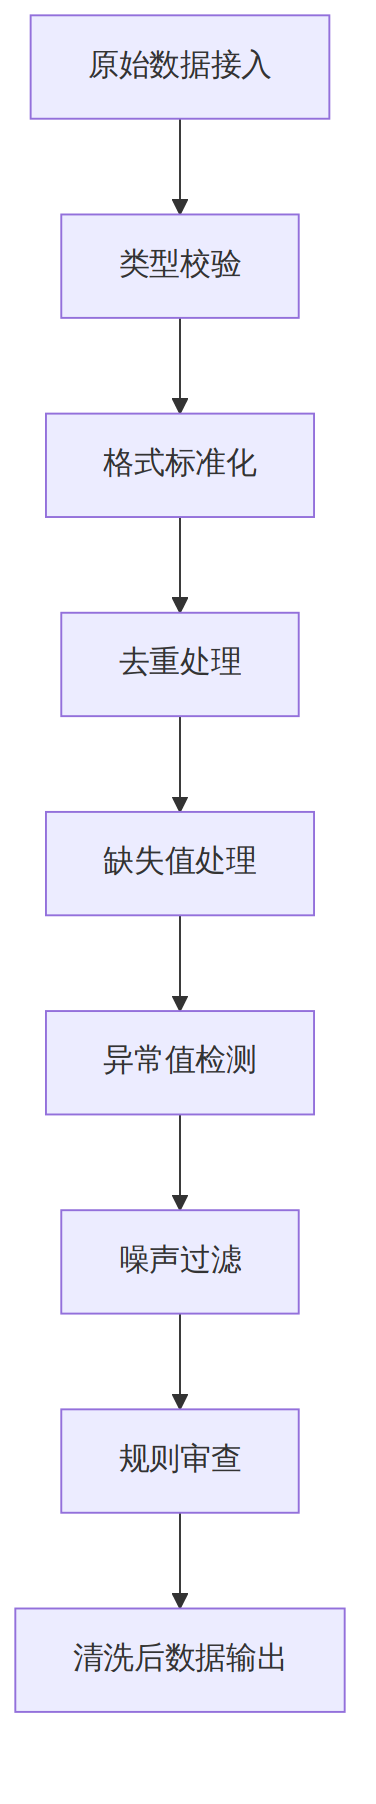 原始数据接入
类型校验
格式标准化
去重处理
缺失值处理
异常值检测
噪声过滤
规则审查
清洗后数据输出